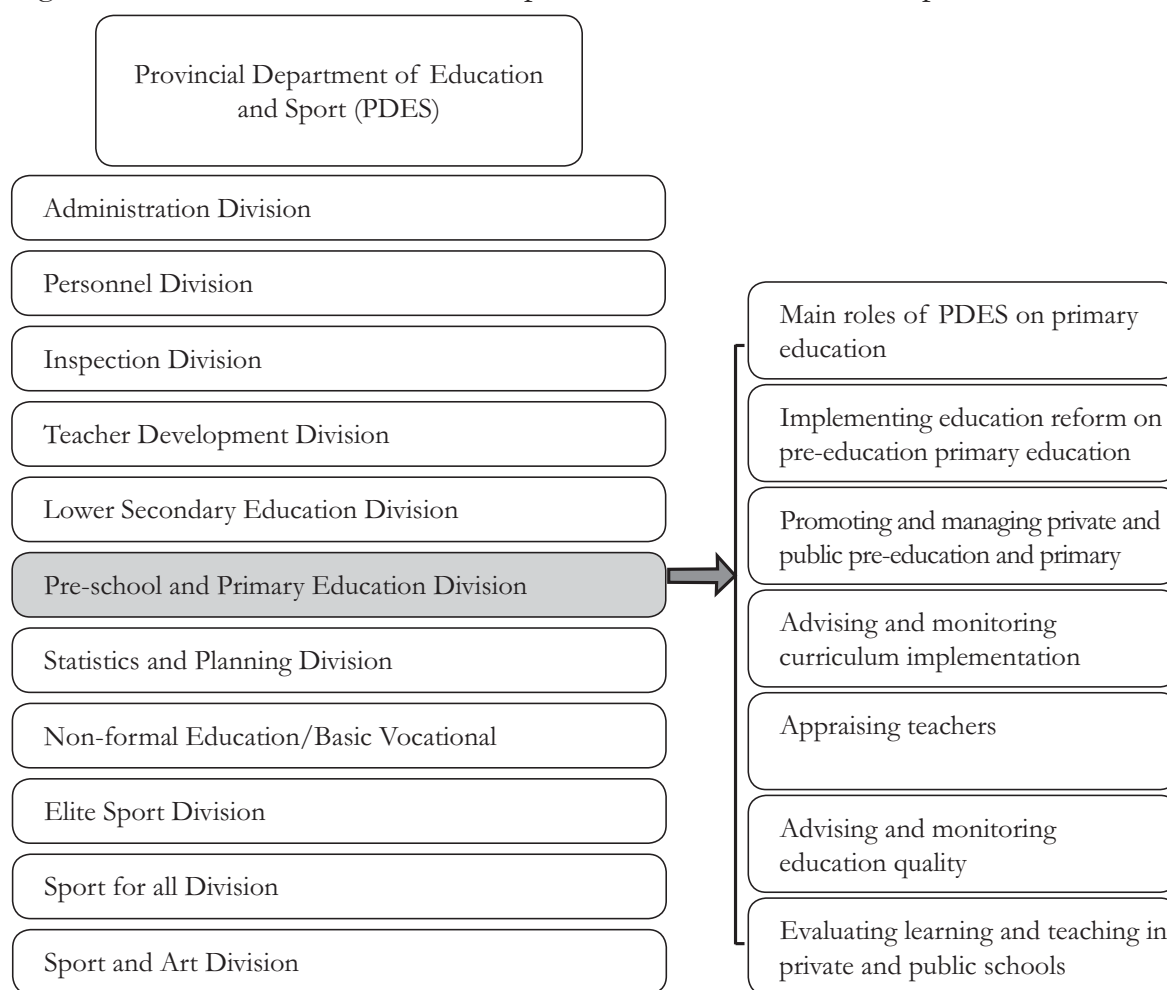 Provincial Department of Education
and Sport (PDES)
Administration Division
Personnel Division
Inspection Division
Teacher Development Division
Lower Secondary Education Division
Pre-school and Primary Education Division
Statistics and Planning Division
Non-formal Education/Basic Vocational
Elite Sport Division
Sport for all Division
Sport and Art Division
Main roles of PDES on primary
education
Implementing education reform on
pre-education primary education
Promoting and managing private and
public pre-education and primary
Advising and monitoring
curriculum implementation
Appraising teachers
Advising and monitoring
education quality
Evaluating learning and teaching in
private and public schools